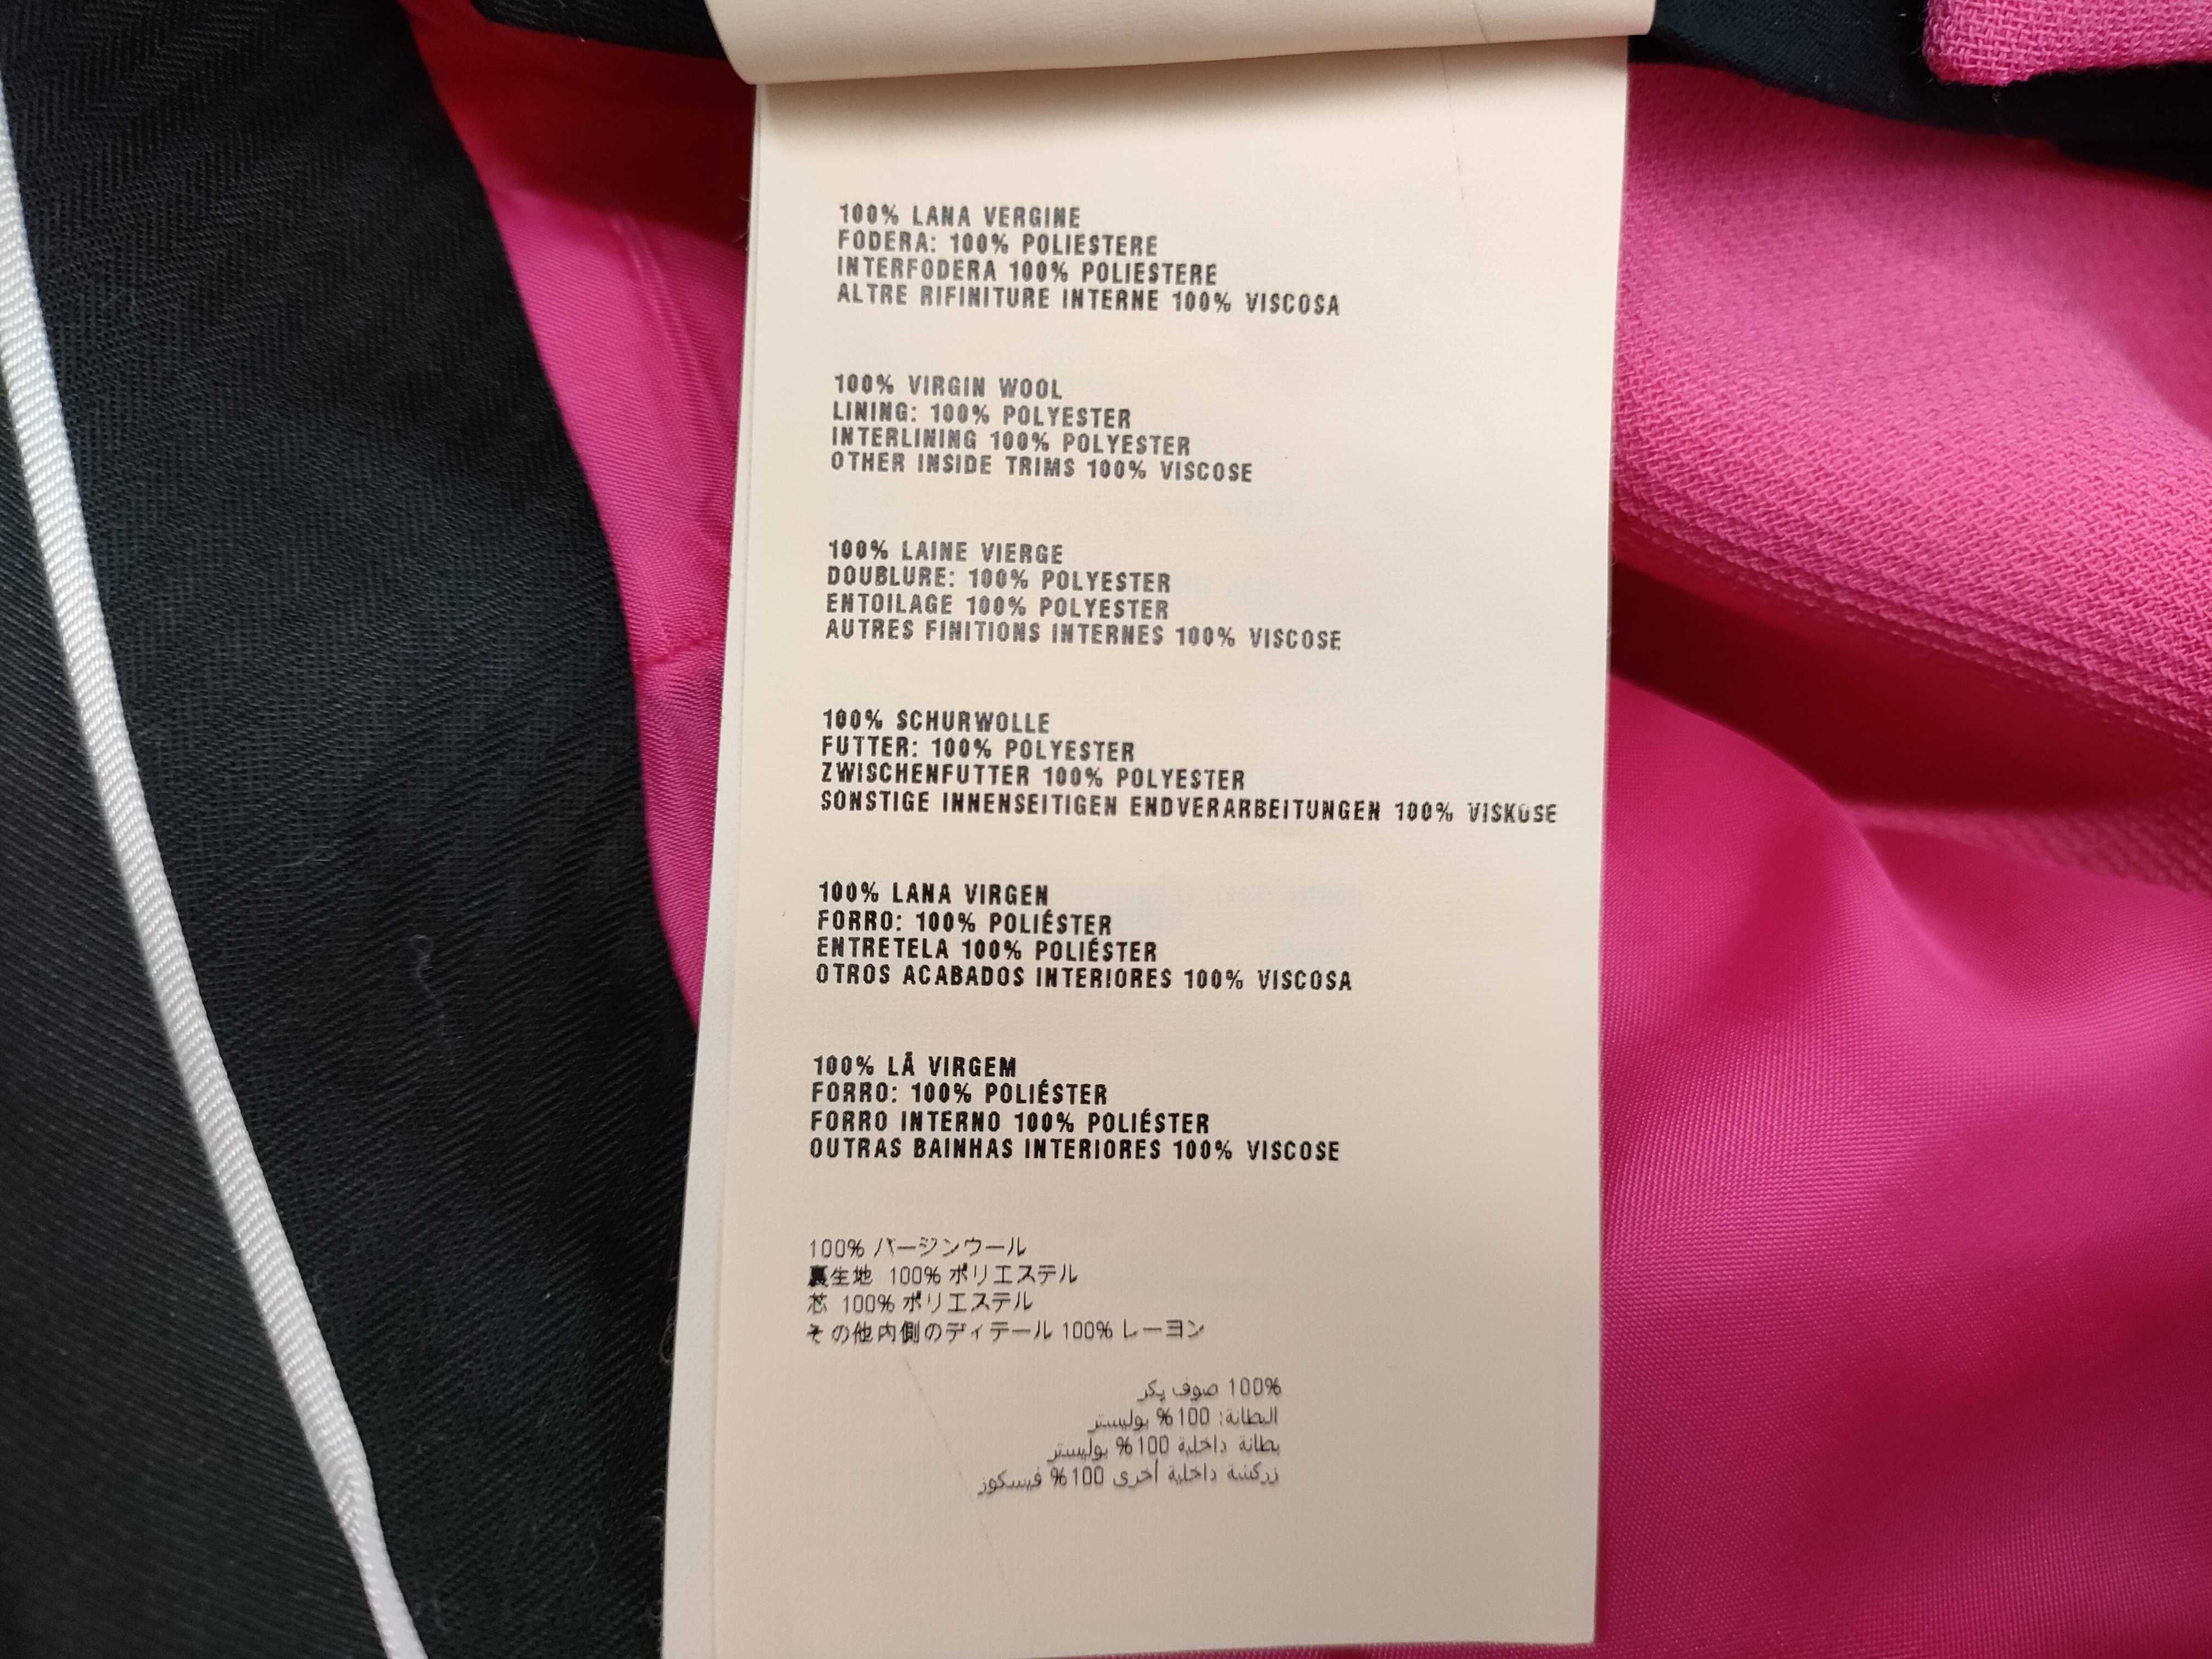 100% LANA VERGINE
FODERA: 100% POLIESTERE
INTERFODERA 100% POLIESTERE
ALTRE RIFINITURE INTERNE 100% VISCOSA
100% VIRGIN WOOL
LINING: 100% POLYESTER
INTERLINING 100% POLYESTER
OTHER INSIDE TRIMS 100% VISCOSE
100% LAINE VIERGE
DOUBLURE: 100% POLYESTER
ENTOILAGE 100% POLYESTER
AUTRES FINITIONS INTERNES 100% VISCOSE
100% SCHURWOLLE
FUTTER: 100% POLYESTER
ZWISCHENFUTTER 100% POLYESTER
SONSTIGE INNENSEITIGEN ENDVERARBEITUNGEN 100% VISKOSE
100% LANA VIRGEN
FORRO: 100% POLIÉSTER
ENTRETELA 100% POLIÉSTER
OTROS ACABADOS INTERIORES 100% VISCOSA
100% LÃ VIRGEM
FORRO: 100% POLIÉSTER
FORRO INTERNO 100% POLIÉSTER
OUTRAS BAINHAS INTERIORES 100% VISCOSE
100% バージンウール
裏生地 100% ポリエステル
芯 100% ポリエステル
その他内側のディテール 100% レーヨン
100% صوف بكر
البطانة: 100% بوليستر
بطانة داخلية 100% بوليستر
زركشة داخلية أخرى 100% فيسكوز